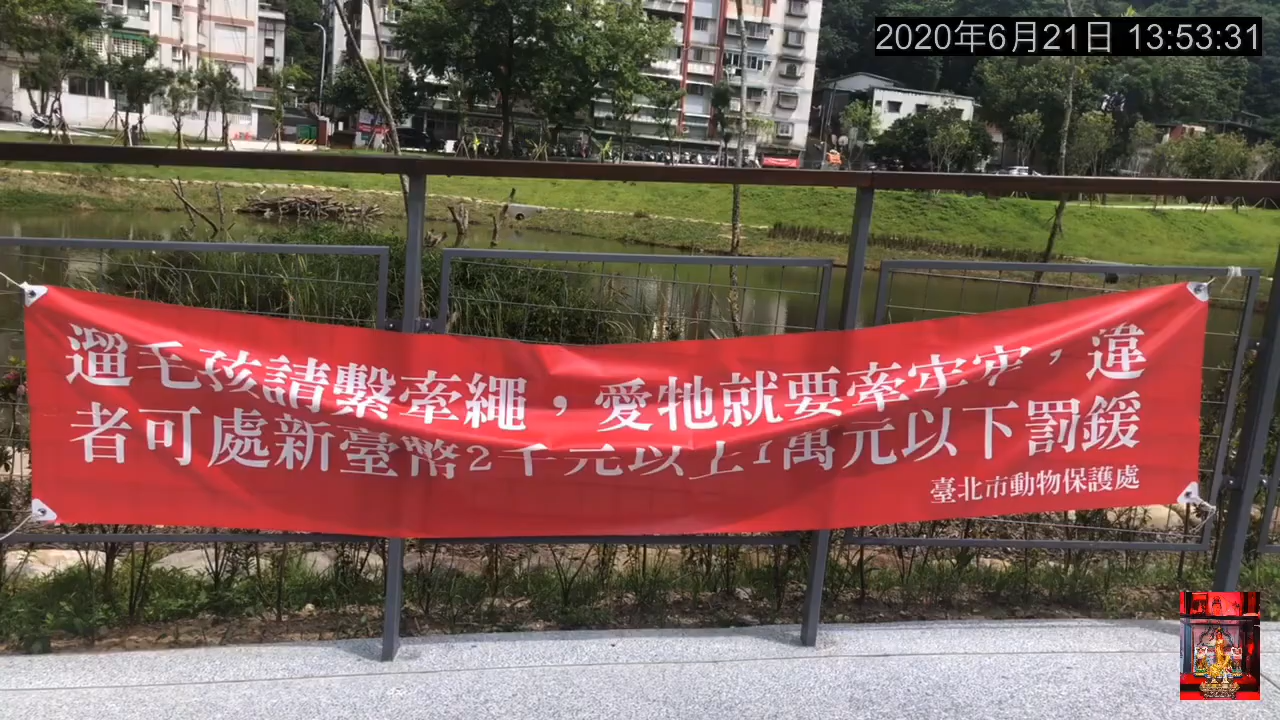 2020年6月21日 13:53:31
遛毛孩請繫牽繩，愛牠就要牽牢牢，違
者可處新臺幣2千元以上1萬元以下罰鍰
臺北市動物保護處